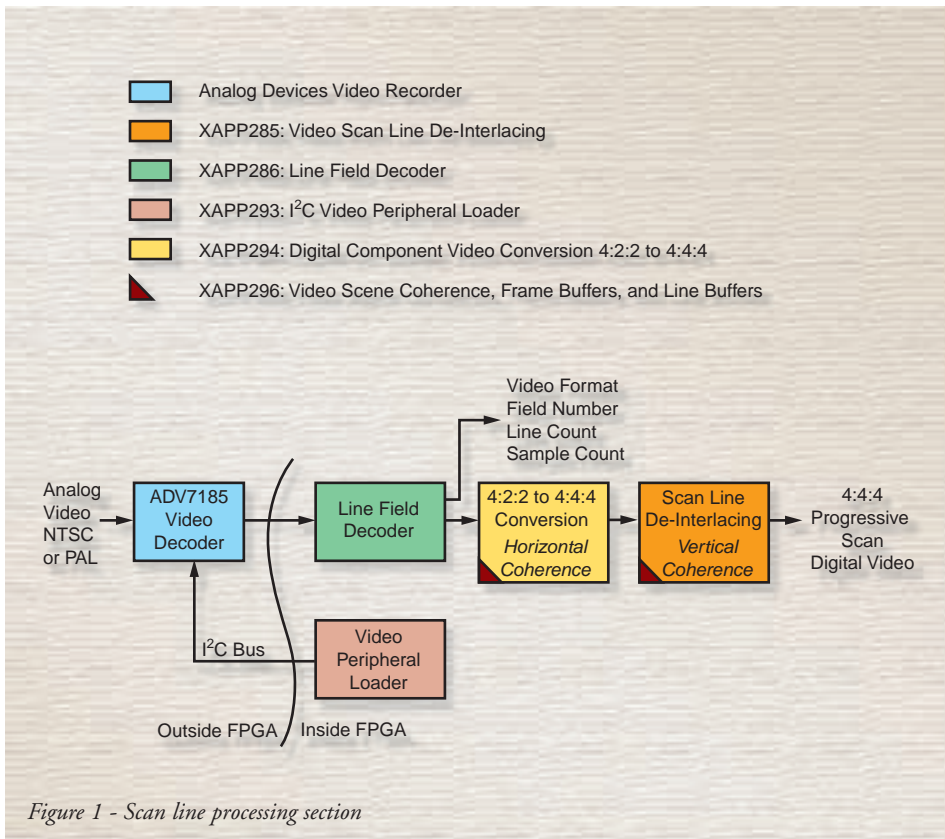 Analog Devices Video Recorder
XAPP285: Video Scan Line De-Interlacing
XAPP286: Line Field Decoder
XAPP293: I²C Video Peripheral Loader
XAPP294: Digital Component Video Conversion 4:2:2 to 4:4:4
XAPP296: Video Scene Coherence, Frame Buffers, and Line Buffers
Video Format
Field Number
Line Count
Sample Count
Analog
Video
NTSC
or PAL
ADV7185
Video
Decoder
Line Field
Decoder
4:2:2 to 4:4:4
Conversion
Horizontal
Coherence
Scan Line
De-Interlacing
Vertical
Coherence
4:4:4
Progressive
Scan
Digital Video
I²C Bus
Video
Peripheral
Loader
Outside FPGA
Inside FPGA
Figure 1 - Scan line processing section